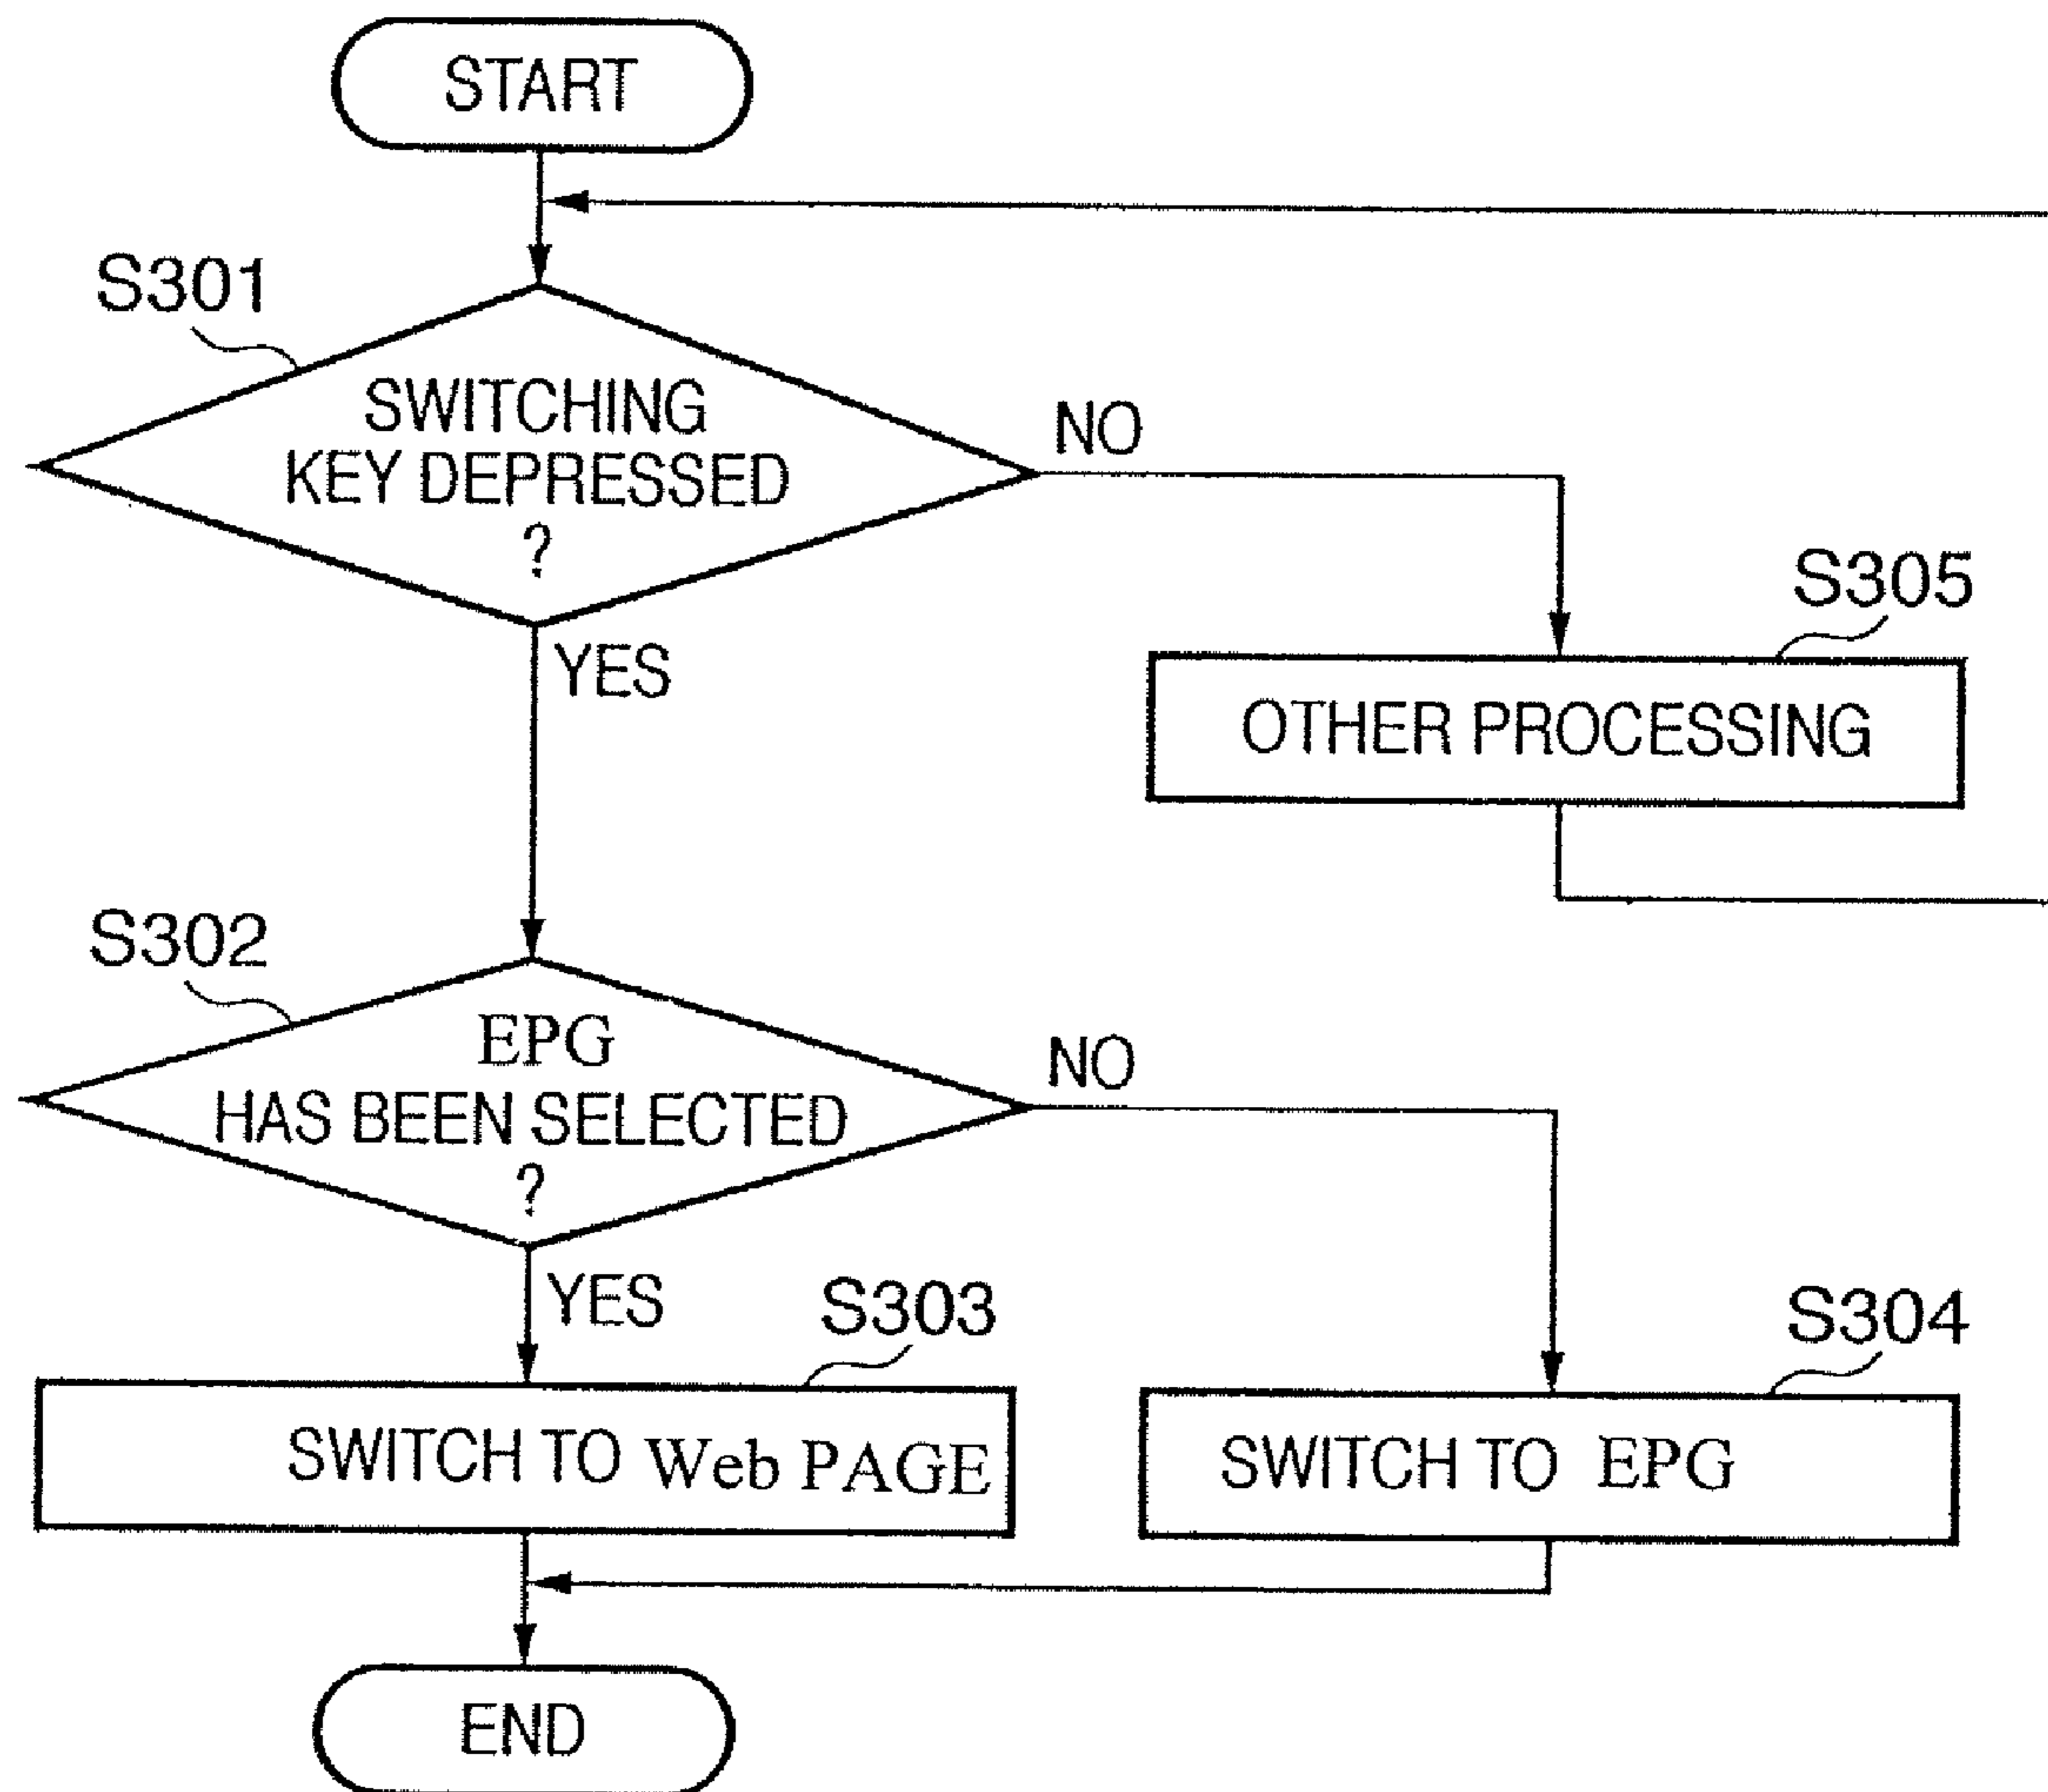 START
S301
SWITCHING
KEY DEPRESSED
?
NO
YES
S305
OTHER PROCESSING
S302
EPG
HAS BEEN SELECTED
?
NO
YES
S303
SWITCH TO Web PAGE
S304
SWITCH TO EPG
END